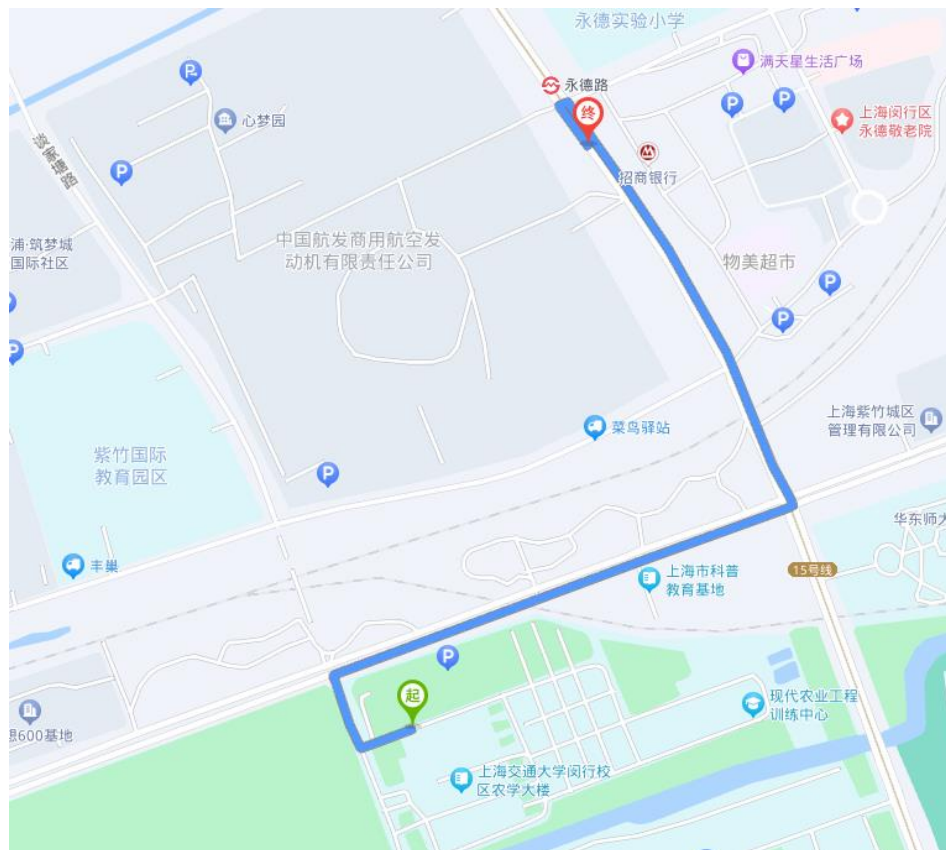 永德实验小学
满天星生活广场
永德路
终
上海闵行区
永德敬老院
心梦园
P
P
P
P
招商银行
中国航发商用航空发
动机有限责任公司
浦·筑梦城
国际社区
物美超市
P
P
P
上海紫竹城区
管理有限公司
菜鸟驿站
紫竹国际
教育园区
P
华东师大
丰巢
15号线
上海市科普
教育基地
P
起
现代农业工程
训练中心
600基地
上海交通大学闵行校
区农学大楼